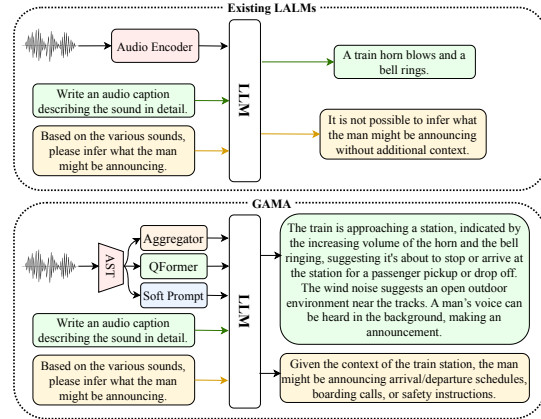 Existing LALMs
Audio Encoder
Write an audio caption
describing the sound in detail.
Based on the various sounds,
please infer what the man
might be announcing.
LLM
A train horn blows and a
bell rings.
It is not possible to infer what
the man might be announcing
without additional context.
GAMA
AST
Aggregator
QFormer
Soft Prompt
Write an audio caption
describing the sound in detail.
Based on the various sounds,
please infer what the man
might be announcing.
LLM
The train is approaching a station, indicated by
the increasing volume of the horn and the bell
ringing, suggesting it's about to stop or arrive at
the station for a passenger pickup or drop off.
The wind noise suggests an open outdoor
environment near the tracks. A man's voice can
be heard in the background, making an
announcement.
Given the context of the train station, the man
might be announcing arrival/departure schedules,
boarding calls, or safety instructions.